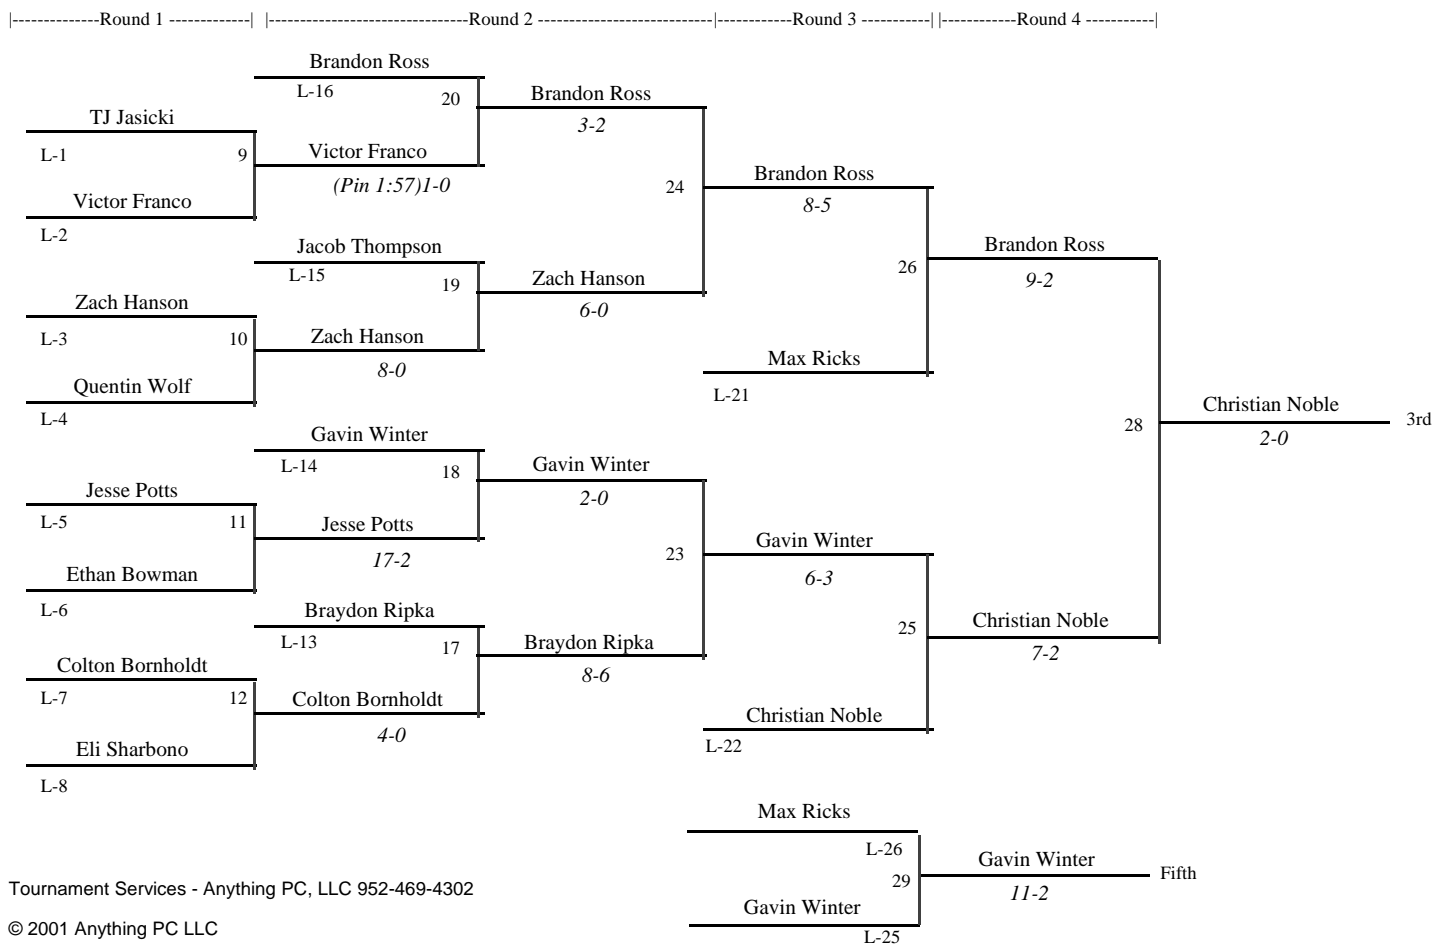 |--------------Round 1 -------------| |--------------------------------Round 2 ----------------------------|------------Round 3 -----------| |------------Round 4 -----------|
Brandon Ross
L-16
20
Brandon Ross
3-2
TJ Jasicki
L-1
9
Victor Franco
(Pin 1:57)1-0
Victor Franco
L-2
24
Brandon Ross
8-5
Jacob Thompson
L-15
19
Zach Hanson
6-0
Zach Hanson
L-3
10
Zach Hanson
8-0
Quentin Wolf
L-4
26
Brandon Ross
9-2
Max Ricks
L-21
Gavin Winter
L-14
18
Gavin Winter
2-0
Jesse Potts
L-5
11
Jesse Potts
17-2
Ethan Bowman
L-6
23
Gavin Winter
6-3
Braydon Ripka
L-13
17
Braydon Ripka
8-6
Colton Bornholdt
L-7
12
Colton Bornholdt
4-0
Eli Sharbono
L-8
25
Christian Noble
7-2
Christian Noble
L-22
28
Christian Noble
3rd
2-0
Max Ricks
L-26
29
Gavin Winter
Fifth
11-2
Gavin Winter
L-25
Tournament Services - Anything PC, LLC 952-469-4302
© 2001 Anything PC LLC